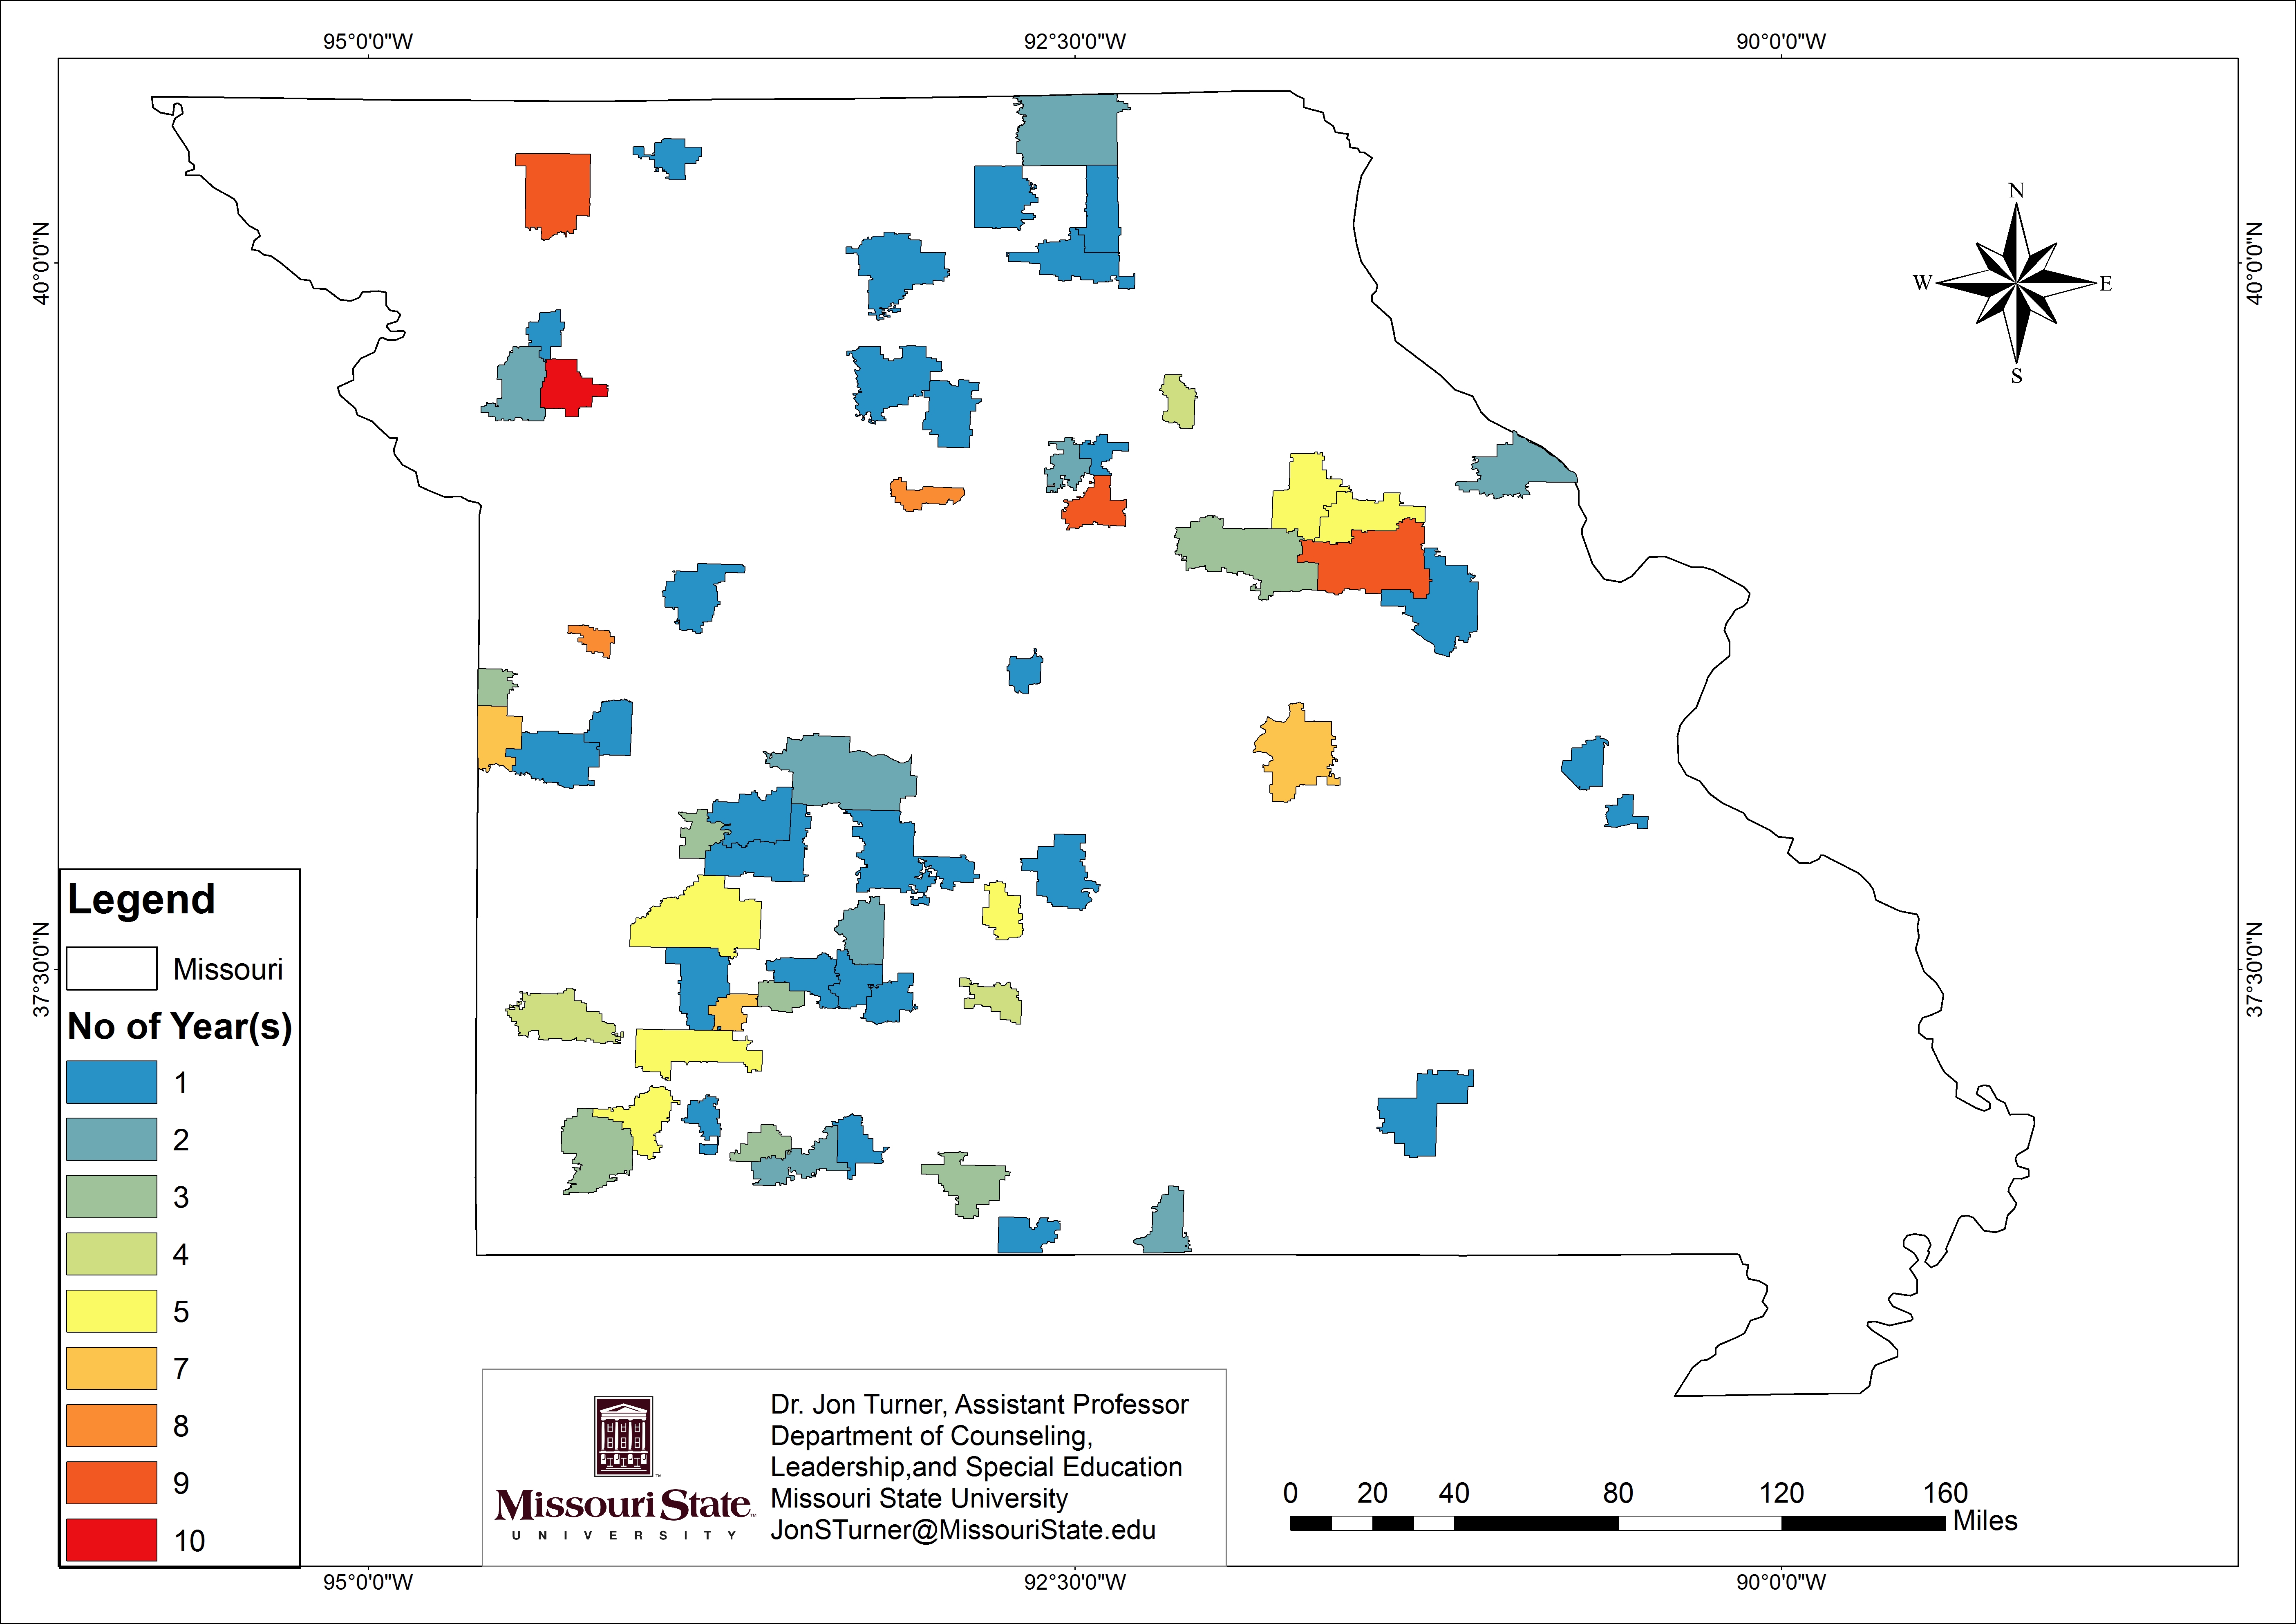 95°0'0"W
92°30'0"W
90°0'0"W
40°0'0"N
40°0'0"N
N
W
E
S
Legend
Missouri
No of Year(s)
1
2
3
4
5
7
8
9
10
37°30'0"N
37°30'0"N
Missouri State™
UNIVERSITY
Dr. Jon Turner, Assistant Professor
Department of Counseling,
Leadership,and Special Education
Missouri State University
JonSTurner@MissouriState.edu
0 20 40 80 120 160
Miles
95°0'0"W
92°30'0"W
90°0'0"W